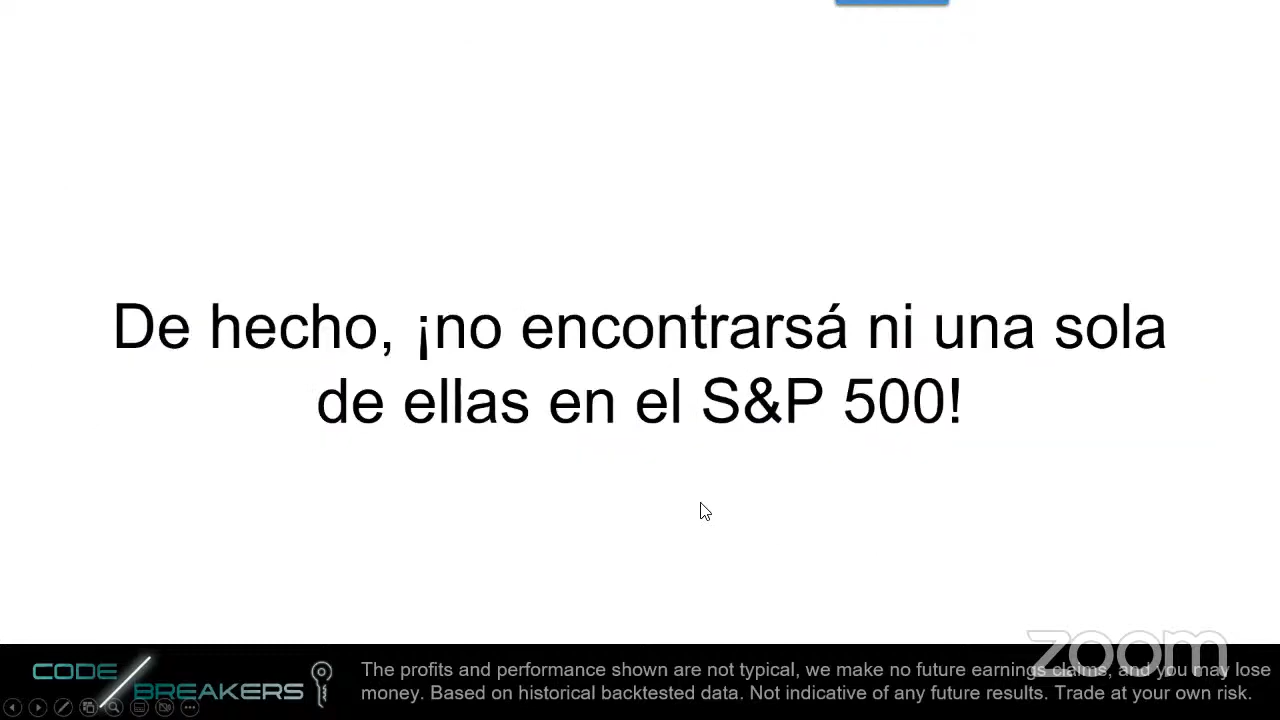 De hecho, ¡no encontrarsá ni una sola
de ellas en el S&P 500!
zoom
CODE
BREAKERS
The profits and performance shown are not typical, we make no future earnings claims, and you may lose
money. Based on historical backtested data. Not indicative of any future results. Trade at your own risk.